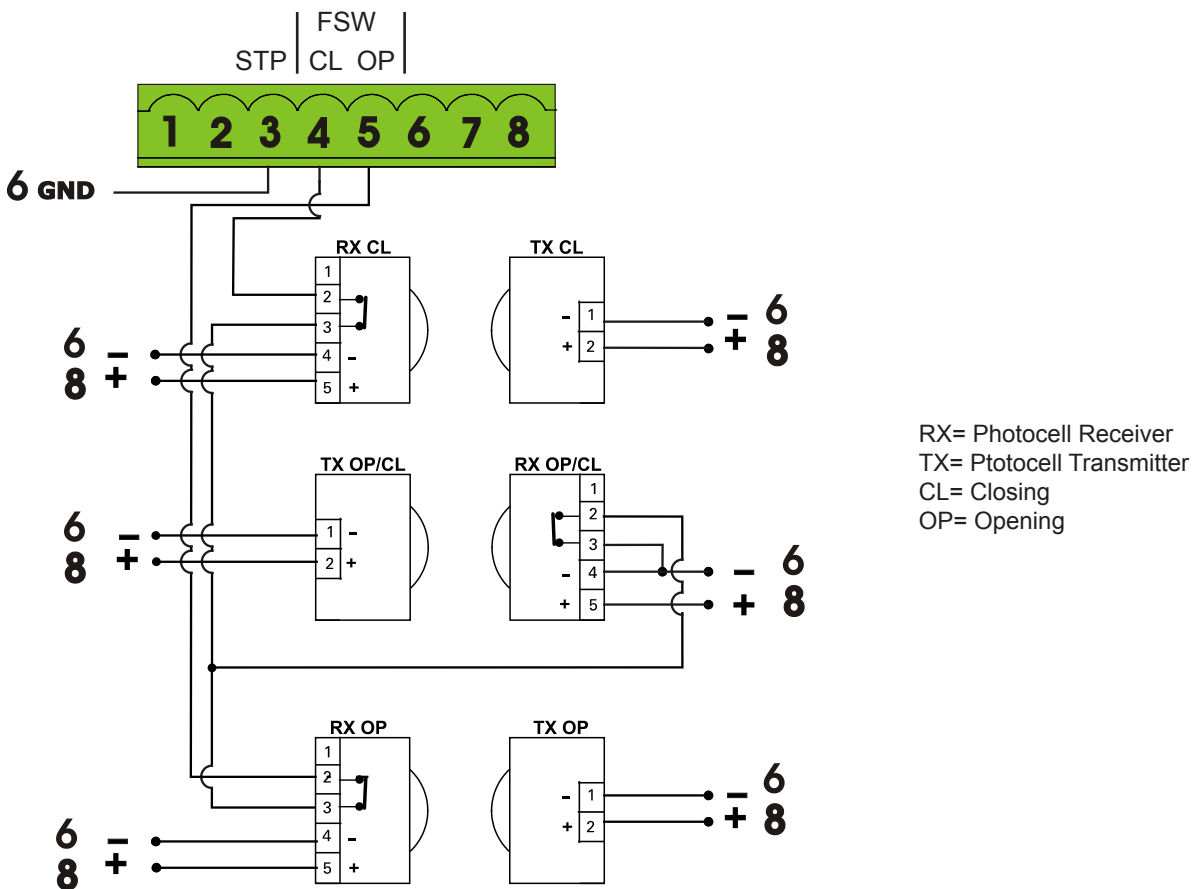 FSW
STP CL OP
1 2 3 4 5 6 7 8
6 GND
RX CL
1
2
3
4 -
5 +
6 –
8 +
TX CL
- 1
+ 2
– 6
+ 8
TX OP/CL
1 -
2 +
6 –
8 +
RX OP/CL
1
2
3
- 4
+ 5
– 6
+ 8
RX OP
1
2
3
4 -
5 +
6 –
8 +
TX OP
- 1
+ 2
– 6
+ 8
RX= Photocell Receiver
TX= Ptotocell Transmitter
CL= Closing
OP= Opening